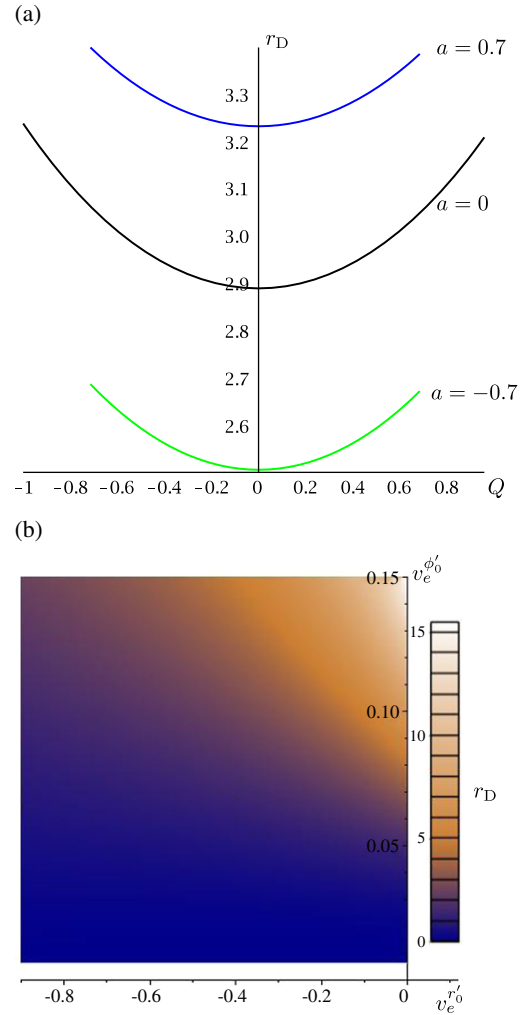 (a)
r_D
a = 0.7
3.3
3.2
3.1
a = 0
3.0
2.9
2.8
2.7
a = −0.7
2.6
-1 -0.8 -0.6 -0.4 -0.2 0 0.2 0.4 0.6 0.8 Q
(b)
v_e^{ϕ′_0}
0.15
15
0.10
10
r_D
0.05
5
0
-0.8 -0.6 -0.4 -0.2 0
v_e^{r′_0}